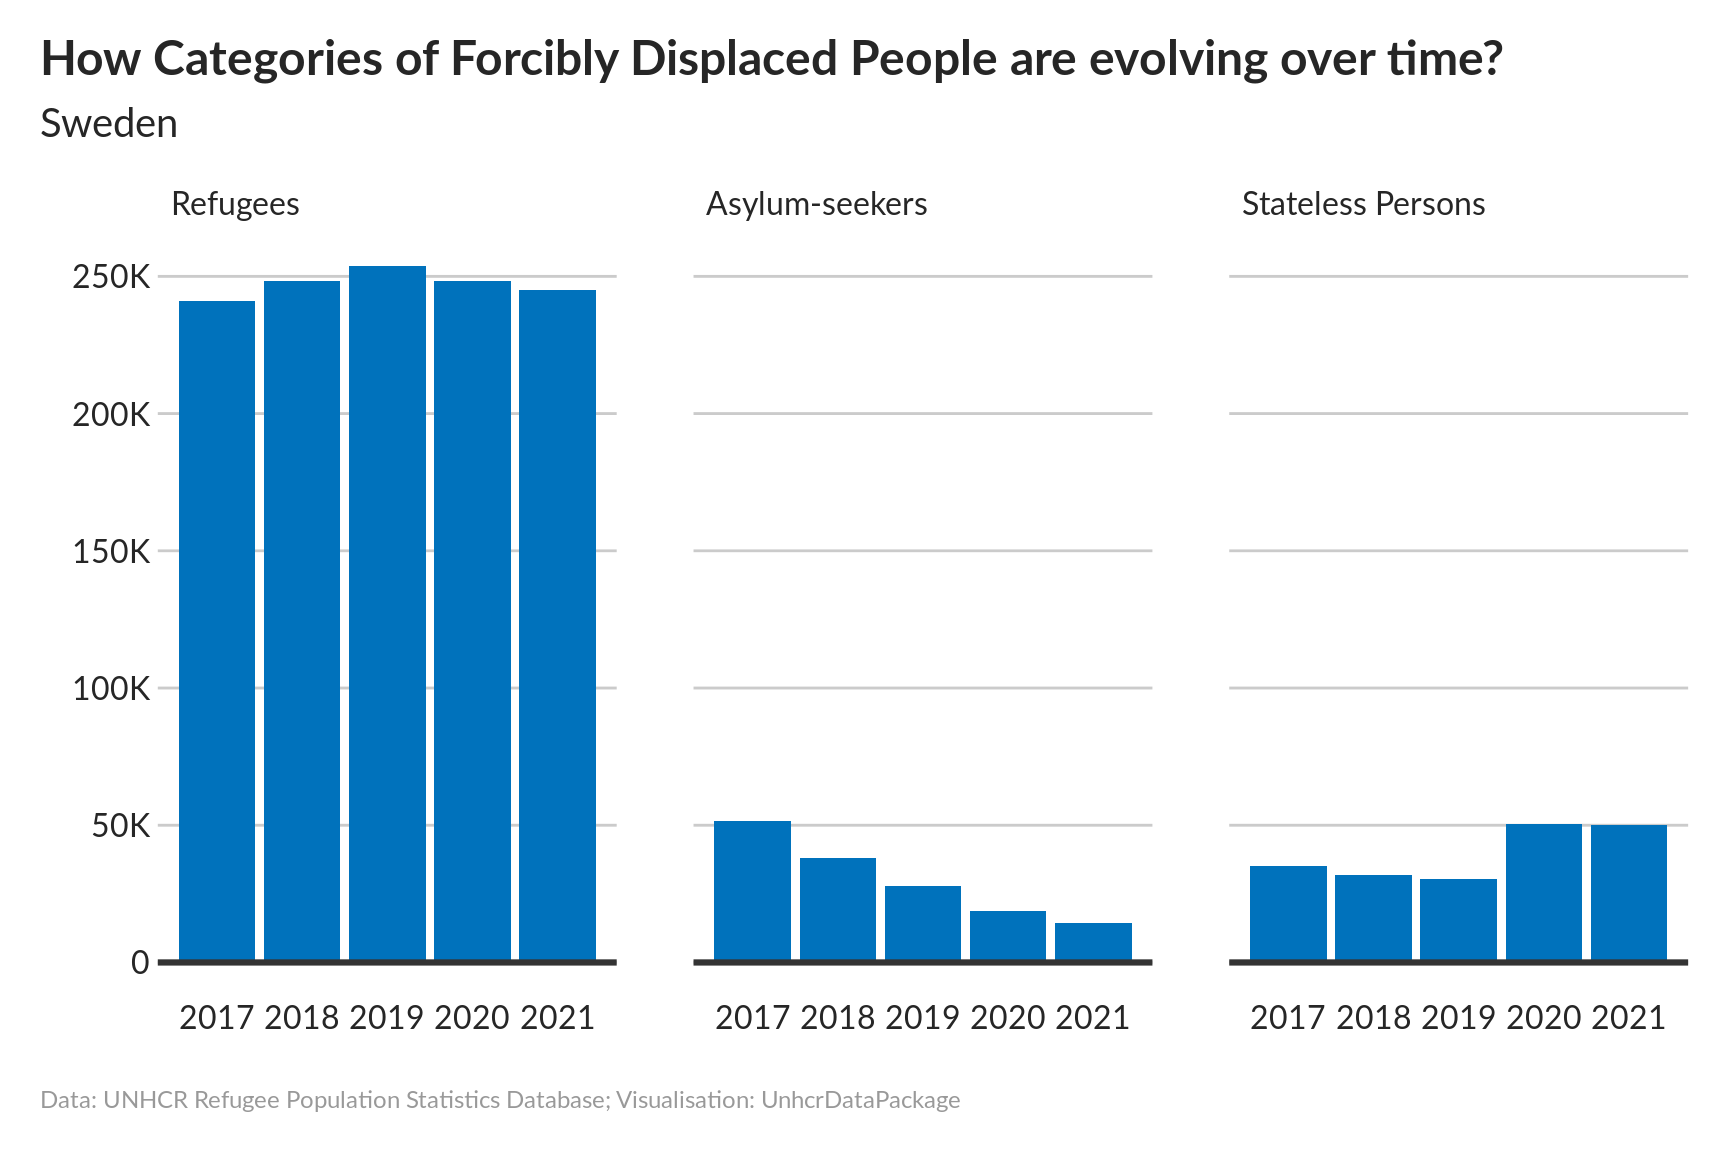 How Categories of Forcibly Displaced People are evolving over time?
Sweden
Refugees
Asylum-seekers
Stateless Persons
250K
200K
150K
100K
50K
0
2017 2018 2019 2020 2021
2017 2018 2019 2020 2021
2017 2018 2019 2020 2021
Data: UNHCR Refugee Population Statistics Database; Visualisation: UnhcrDataPackage